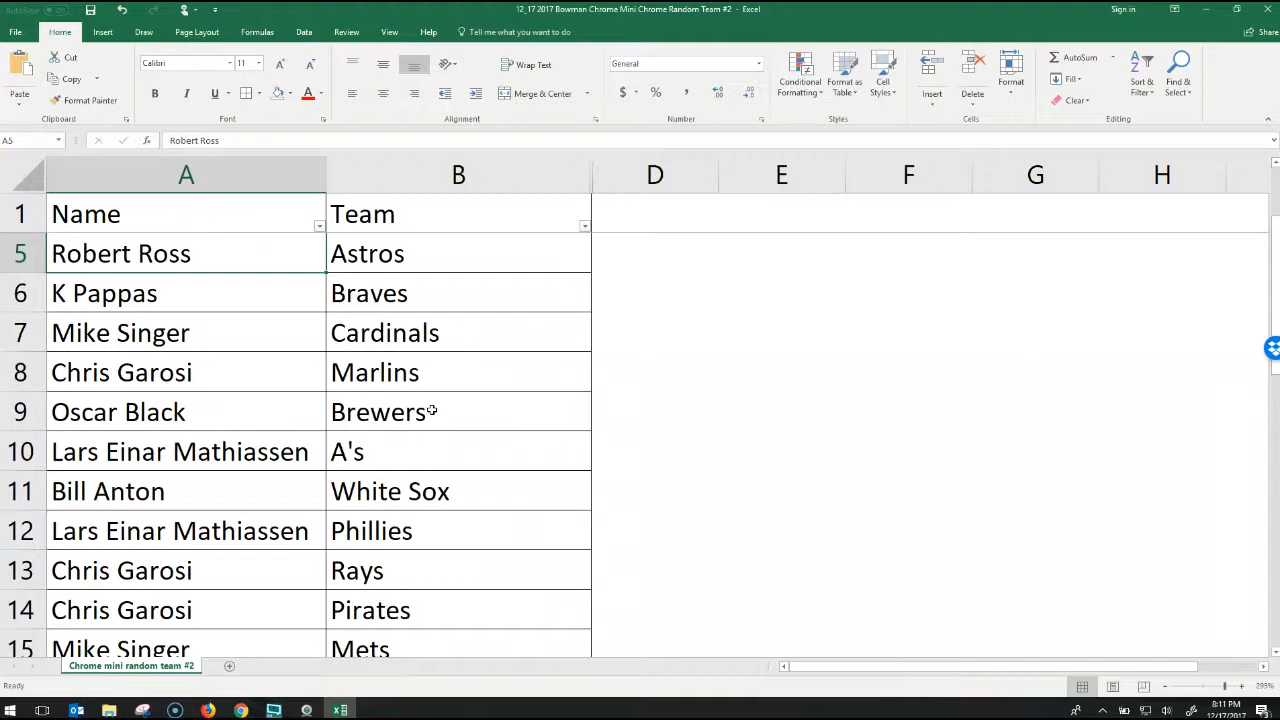 AutoSave Off
12_17 2017 Bowman Chrome Mini Chrome Random Team #2 - Excel
Sign in
File Home Insert Draw Page Layout Formulas Data Review View Help Tell me what you want to do Share
Paste Cut Copy Format Painter Clipboard
Calibri 11 B I U A Font
Wrap Text Merge & Center Alignment
General $ % , Number
Conditional Formatting Format as Table Cell Styles Styles
Insert Delete Format Cells
AutoSum Fill Clear Sort & Filter Find & Select Editing
A5 fx Robert Ross
A B D E F G H
1 Name Team
5 Robert Ross Astros
6 K Pappas Braves
7 Mike Singer Cardinals
8 Chris Garosi Marlins
9 Oscar Black Brewers
10 Lars Einar Mathiassen A's
11 Bill Anton White Sox
12 Lars Einar Mathiassen Phillies
13 Chris Garosi Rays
14 Chris Garosi Pirates
15 Mike Singer Mets
Chrome mini random team #2
Ready 295%
8:11 PM
12/17/2017